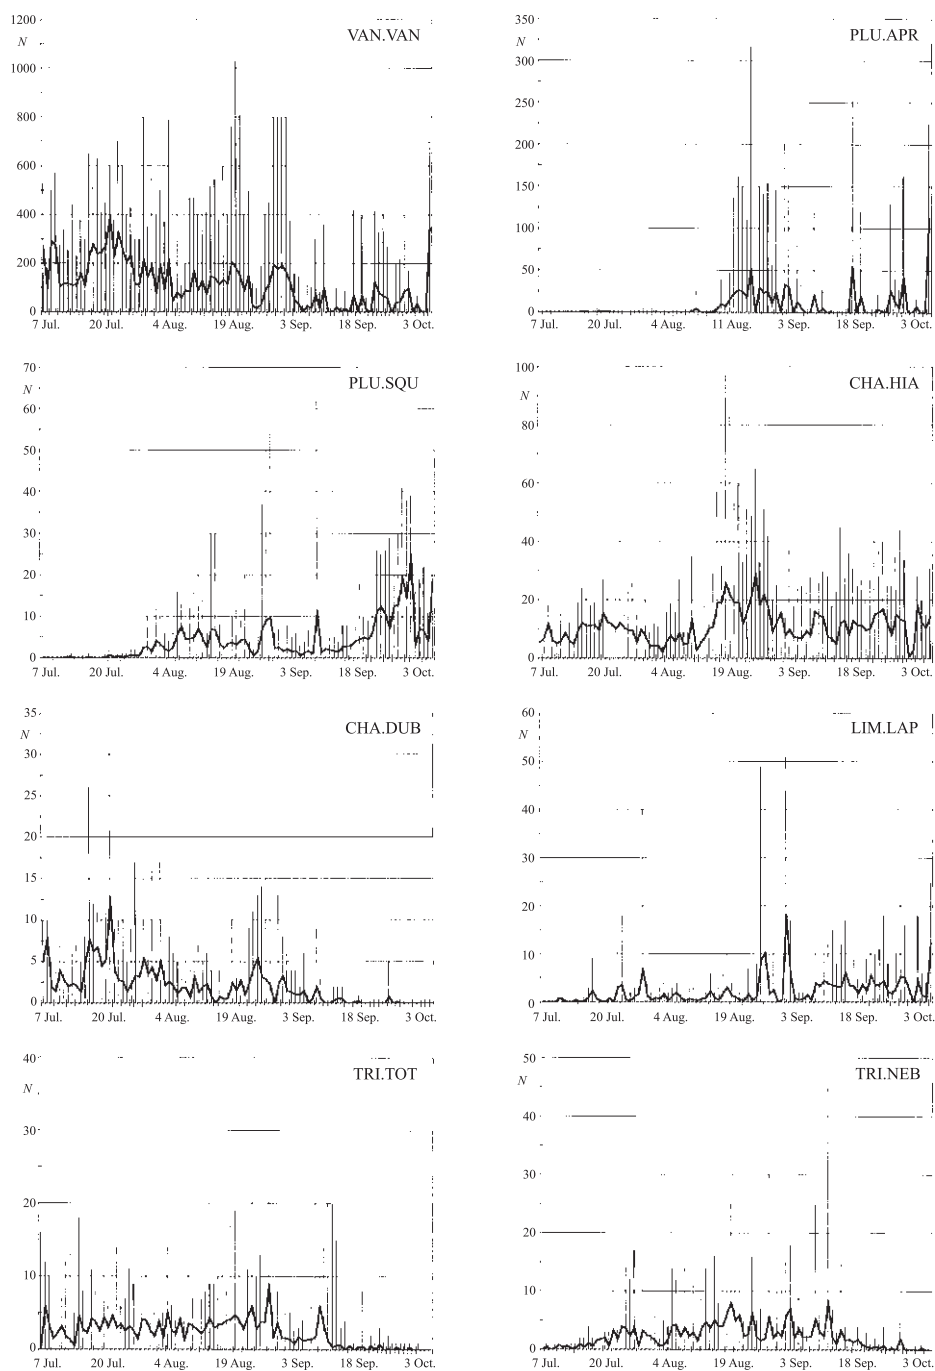 VAN.VAN
N
1200
1000
800
600
400
200
0
7 Jul. 20 Jul. 4 Aug. 19 Aug. 3 Sep. 18 Sep. 3 Oct.
PLU.APR
N
350
300
250
200
150
100
50
0
7 Jul. 20 Jul. 4 Aug. 11 Aug. 3 Sep. 18 Sep. 3 Oct.
PLU.SQU
N
70
60
50
40
30
20
10
0
7 Jul. 20 Jul. 4 Aug. 19 Aug. 3 Sep. 18 Sep. 3 Oct.
CHA.HIA
N
100
80
60
40
20
0
7 Jul. 20 Jul. 4 Aug. 19 Aug. 3 Sep. 18 Sep. 3 Oct.
CHA.DUB
N
35
30
25
20
15
10
5
0
7 Jul. 20 Jul. 4 Aug. 19 Aug. 3 Sep. 18 Sep. 3 Oct.
LIM.LAP
N
60
50
40
30
20
10
0
7 Jul. 20 Jul. 4 Aug. 19 Aug. 3 Sep. 18 Sep. 3 Oct.
TRI.TOT
N
40
30
20
10
0
7 Jul. 20 Jul. 4 Aug. 19 Aug. 3 Sep. 18 Sep. 3 Oct.
TRI.NEB
N
50
40
30
20
10
0
7 Jul. 20 Jul. 4 Aug. 19 Aug. 3 Sep. 18 Sep. 3 Oct.